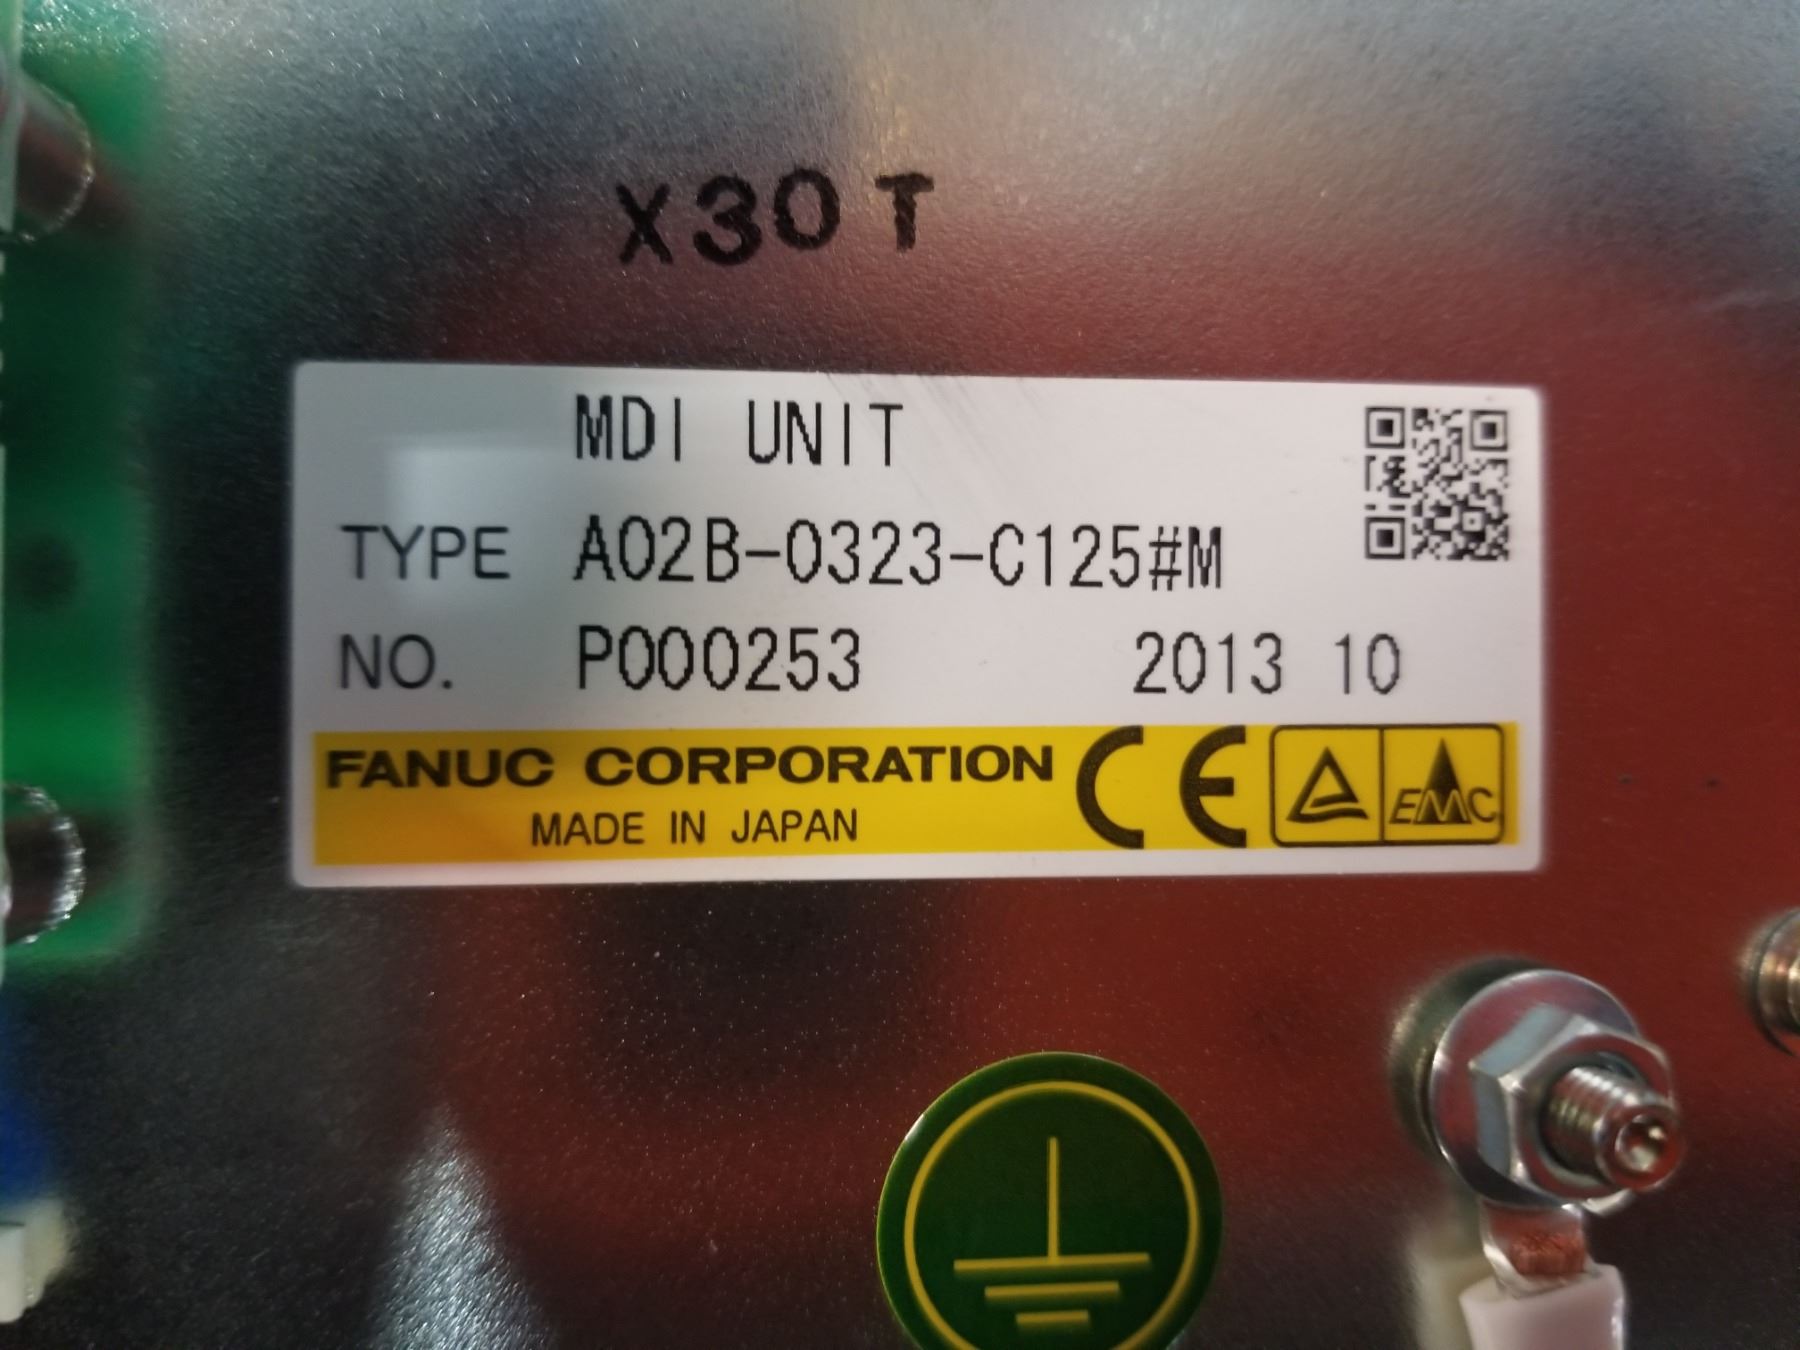 X30T
MDI UNIT
TYPE A02B-0323-C125#M
NO. P000253 2013 10
FANUC CORPORATION CE EMC
MADE IN JAPAN